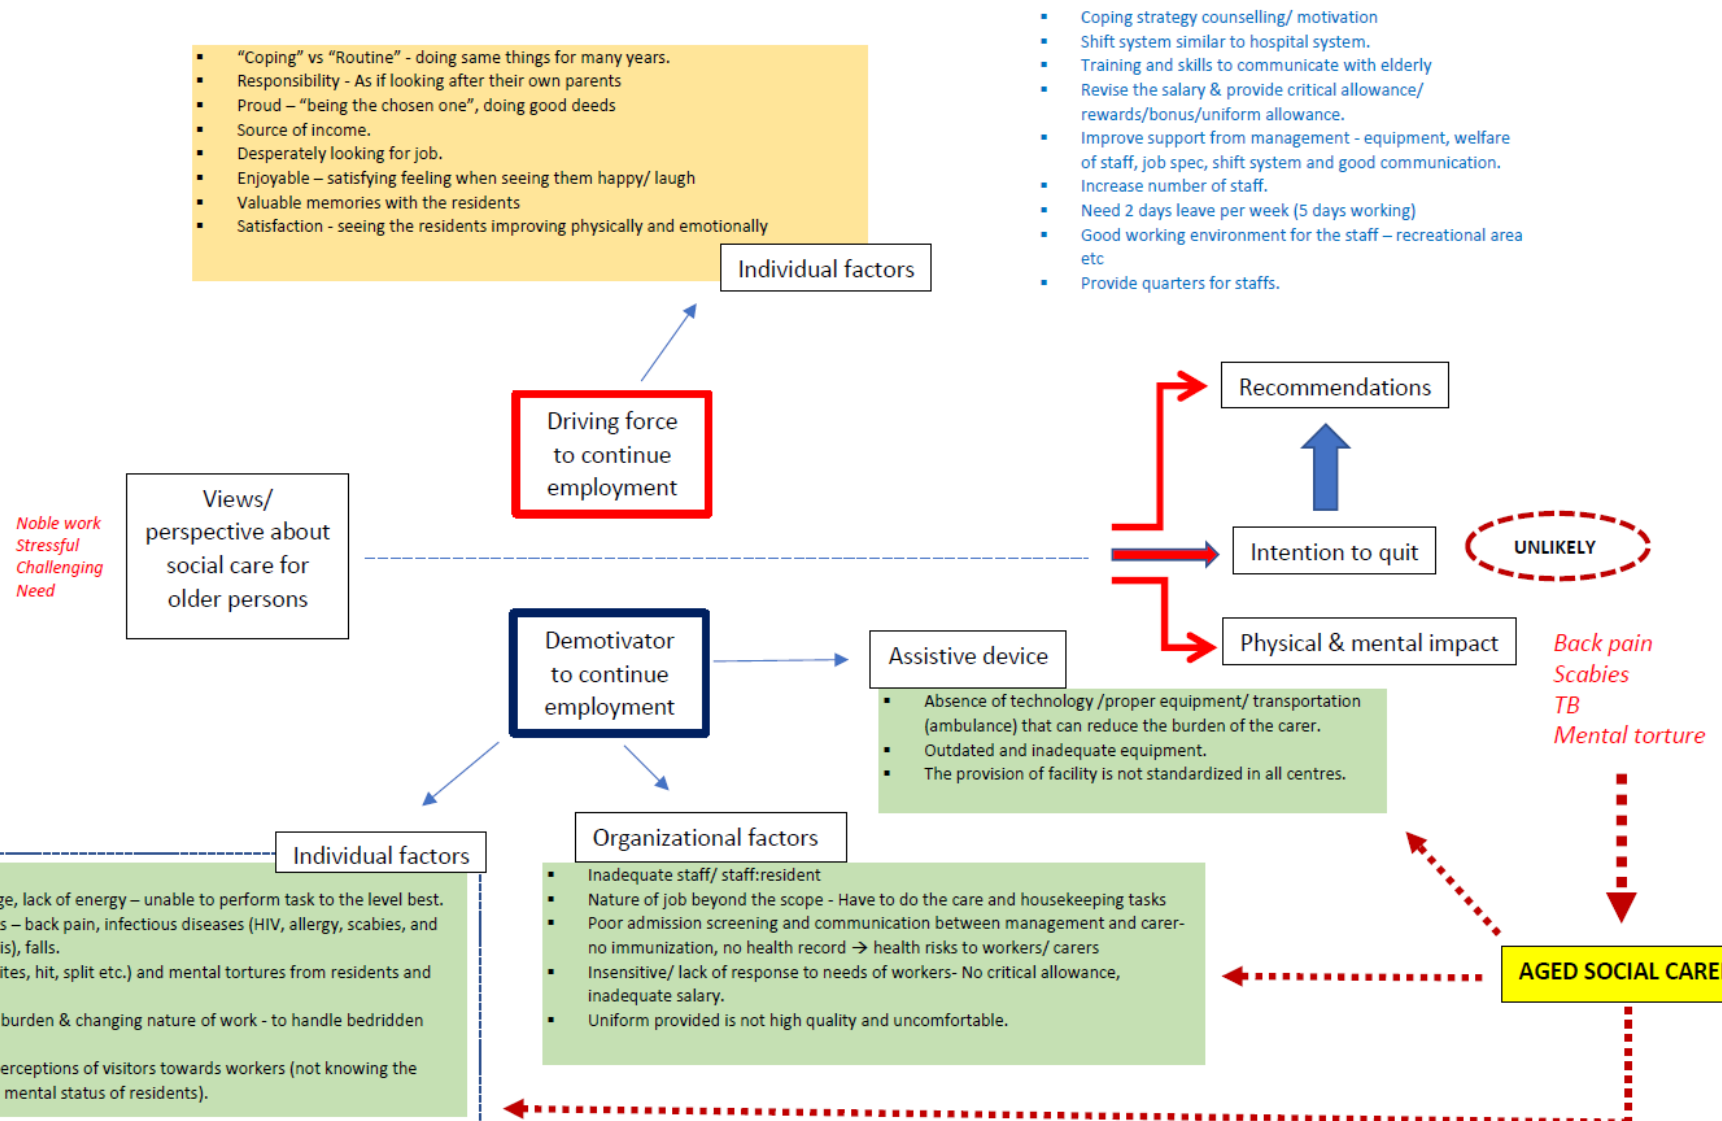 “Coping” vs “Routine” - doing same things for many years.
Responsibility - As if looking after their own parents
Proud – “being the chosen one”, doing good deeds
Source of income.
Desperately looking for job.
Enjoyable – satisfying feeling when seeing them happy/ laugh
Valuable memories with the residents
Satisfaction - seeing the residents improving physically and emotionally
Individual factors
Coping strategy counselling/ motivation
Shift system similar to hospital system.
Training and skills to communicate with elderly
Revise the salary & provide critical allowance/
rewards/bonus/uniform allowance.
Improve support from management - equipment, welfare
of staff, job spec, shift system and good communication.
Increase number of staff.
Need 2 days leave per week (5 days working)
Good working environment for the staff – recreational area
etc
Provide quarters for staffs.
Recommendations
Driving force
to continue
employment
Noble work
Stressful
Challenging
Need
Views/
perspective about
social care for
older persons
Intention to quit
UNLIKELY
Demotivator
to continue
employment
Assistive device
Absence of technology /proper equipment/ transportation
(ambulance) that can reduce the burden of the carer.
Outdated and inadequate equipment.
The provision of facility is not standardized in all centres.
Physical & mental impact
Back pain
Scabies
TB
Mental torture
Individual factors
ge, lack of energy – unable to perform task to the level best.
s – back pain, infectious diseases (HIV, allergy, scabies, and
is), falls.
ites, hit, split etc.) and mental tortures from residents and
burden & changing nature of work - to handle bedridden
erceptions of visitors towards workers (not knowing the
mental status of residents).
Organizational factors
Inadequate staff/ staff:resident
Nature of job beyond the scope - Have to do the care and housekeeping tasks
Poor admission screening and communication between management and carer-
no immunization, no health record → health risks to workers/ carers
Insensitive/ lack of response to needs of workers- No critical allowance,
inadequate salary.
Uniform provided is not high quality and uncomfortable.
AGED SOCIAL CARE